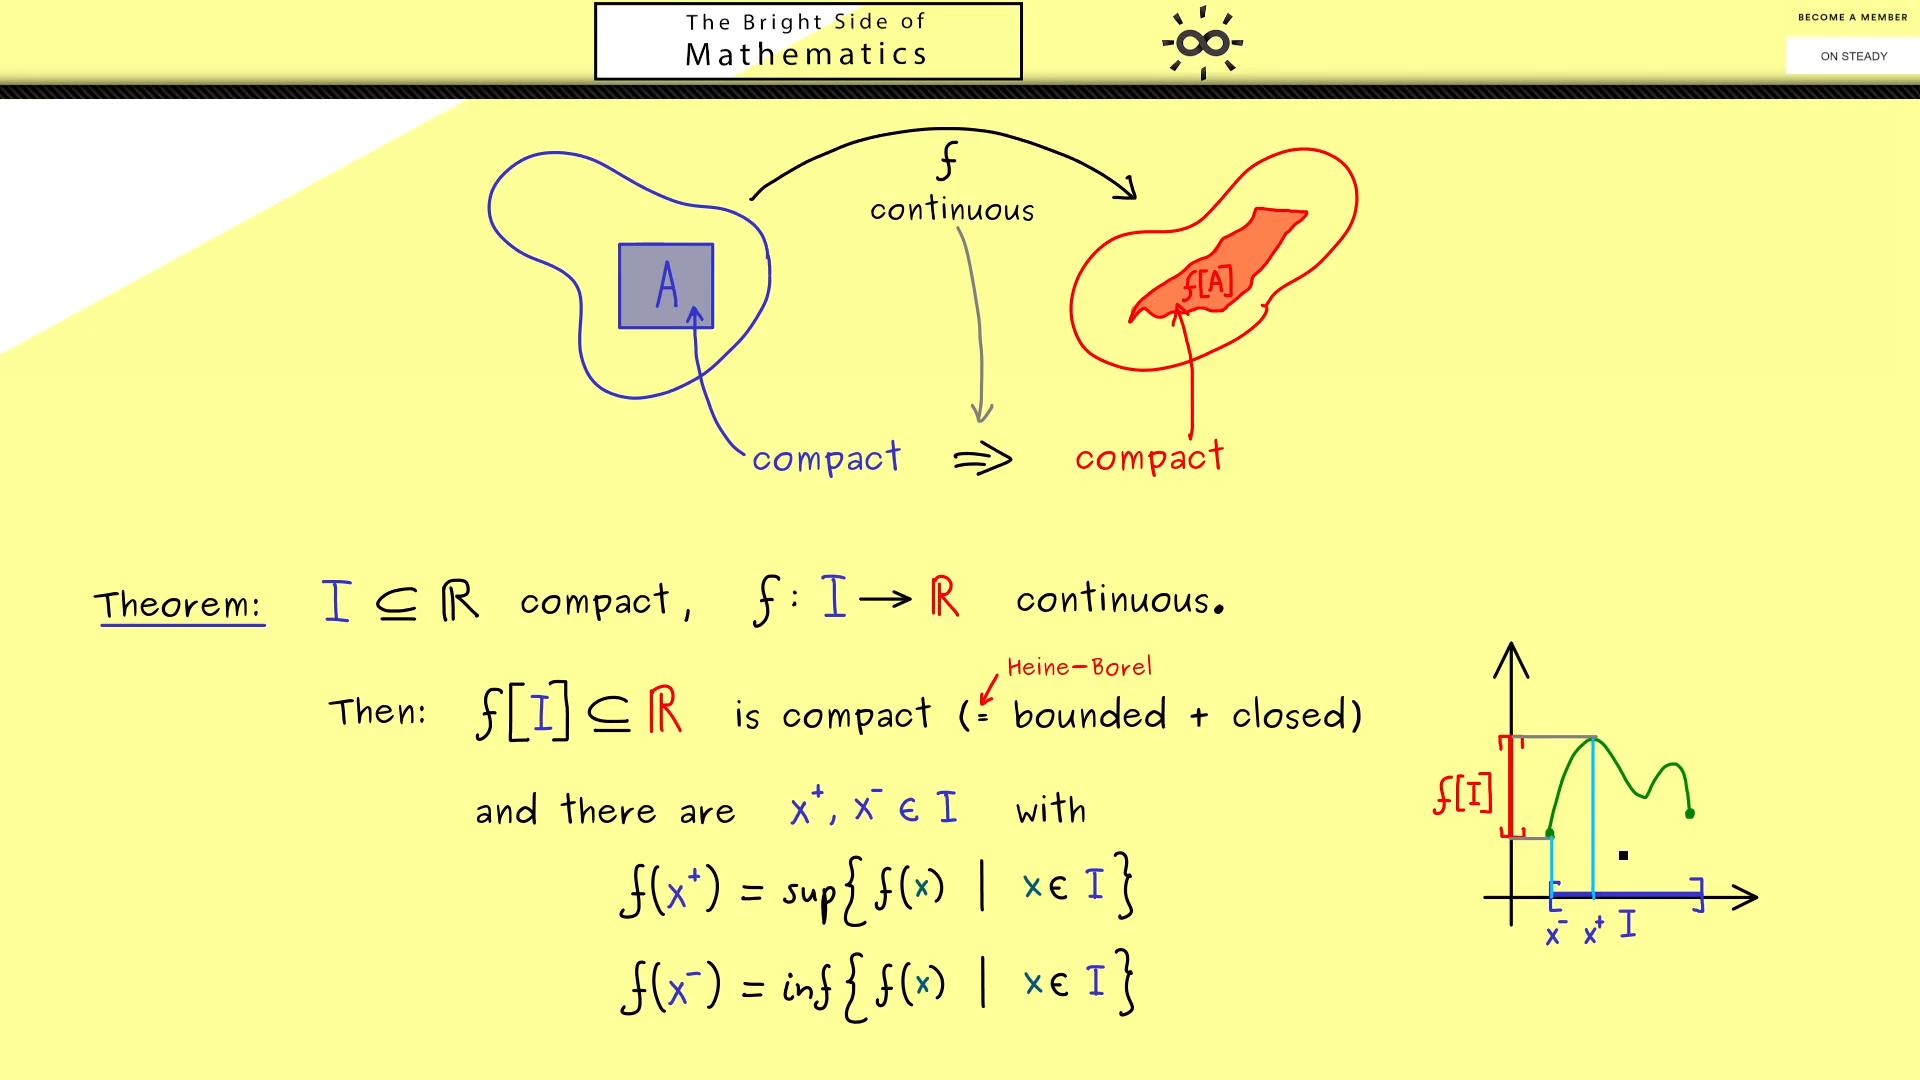 The Bright Side of
Mathematics
BECOME A MEMBER
ON STEADY
f
continuous
A
f[A]
compact ⇒ compact
Theorem: I ⊆ ℝ compact, f: I → ℝ continuous.
Heine-Borel
Then: f[I] ⊆ ℝ is compact (= bounded + closed)
and there are x⁺, x⁻ ∈ I with
f(x⁺) = sup{f(x) | x ∈ I}
f(x⁻) = inf{f(x) | x ∈ I}
f[I]
x⁻ x⁺ I